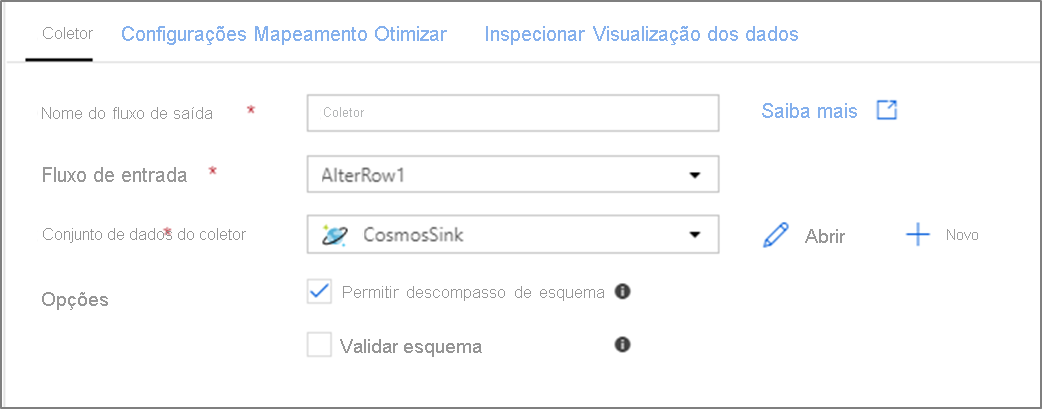 Coletor Configurações Mapeamento Otimizar Inspecionar Visualização dos dados
Nome do fluxo de saída * Coletor Saiba mais
Fluxo de entrada * AlterRow1
Conjunto de dados do coletor * CosmosSink Abrir Novo
Opções Permitir descompasso de esquema
Validar esquema